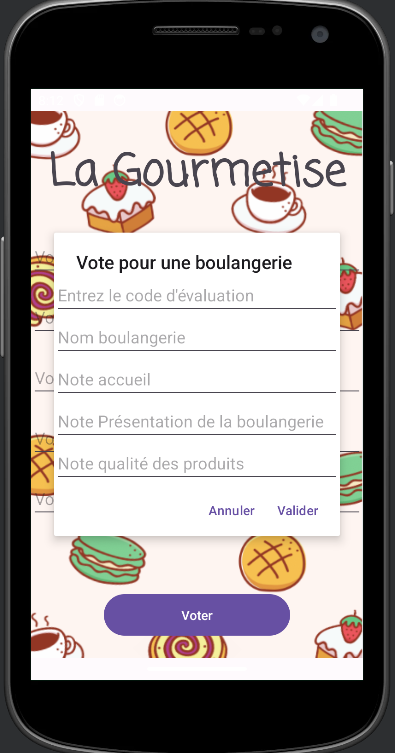 La Gourmetise
Vote pour une boulangerie
Entrez le code d'évaluation
Nom boulangerie
Note accueil
Note Présentation de la boulangerie
Note qualité des produits
Annuler Valider
Voter